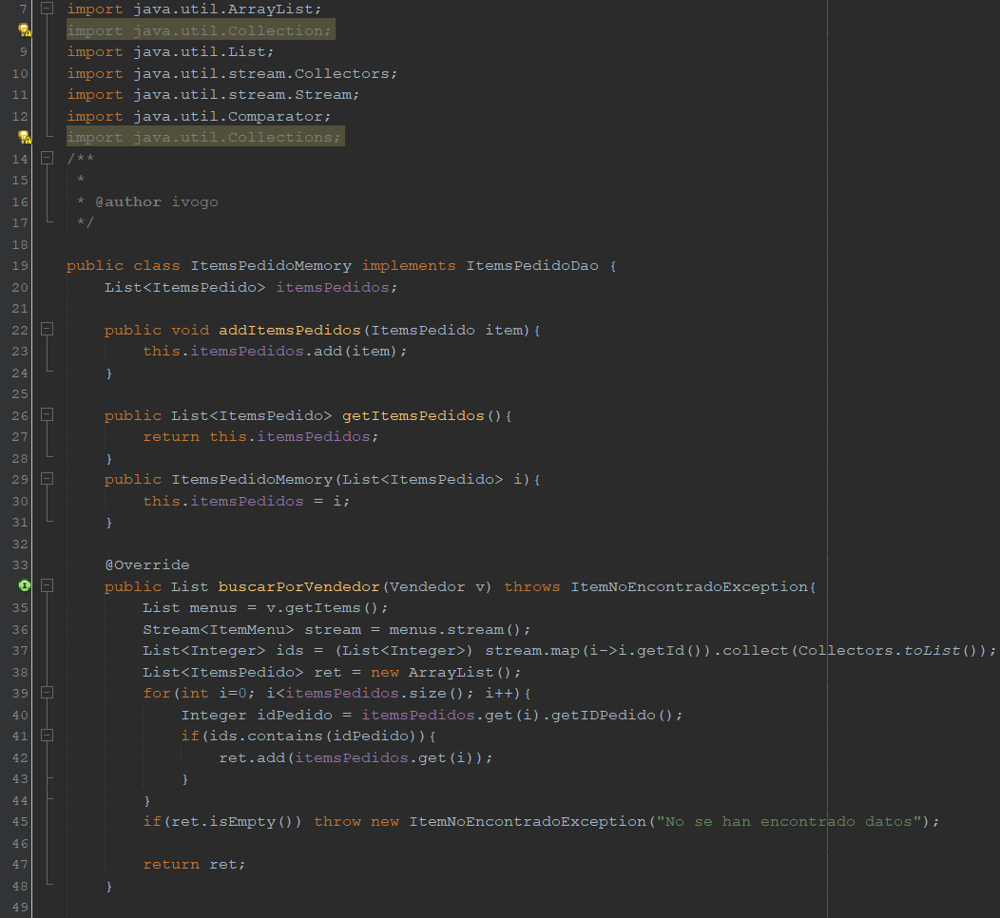 7 import java.util.ArrayList;
import java.util.Collection;
9 import java.util.List;
10 import java.util.stream.Collectors;
11 import java.util.stream.Stream;
12 import java.util.Comparator;
import java.util.Collections;
14 /**
15  *
16  * @author ivogo
17  */
18
19 public class ItemsPedidoMemory implements ItemsPedidoDao {
20     List<ItemsPedido> itemsPedidos;
21
22     public void addItemsPedidos(ItemsPedido item){
23         this.itemsPedidos.add(item);
24     }
25
26     public List<ItemsPedido> getItemsPedidos(){
27         return this.itemsPedidos;
28     }
29     public ItemsPedidoMemory(List<ItemsPedido> i){
30         this.itemsPedidos = i;
31     }
32
33     @Override
    public List buscarPorVendedor(Vendedor v) throws ItemNoEncontradoException{
35         List menus = v.getItems();
36         Stream<ItemMenu> stream = menus.stream();
37         List<Integer> ids = (List<Integer>) stream.map(i->i.getId()).collect(Collectors.toList());
38         List<ItemsPedido> ret = new ArrayList();
39         for(int i=0; i<itemsPedidos.size(); i++){
40             Integer idPedido = itemsPedidos.get(i).getIDPedido();
41             if(ids.contains(idPedido)){
42                 ret.add(itemsPedidos.get(i));
43             }
44         }
45         if(ret.isEmpty()) throw new ItemNoEncontradoException("No se han encontrado datos");
46
47         return ret;
48     }
49